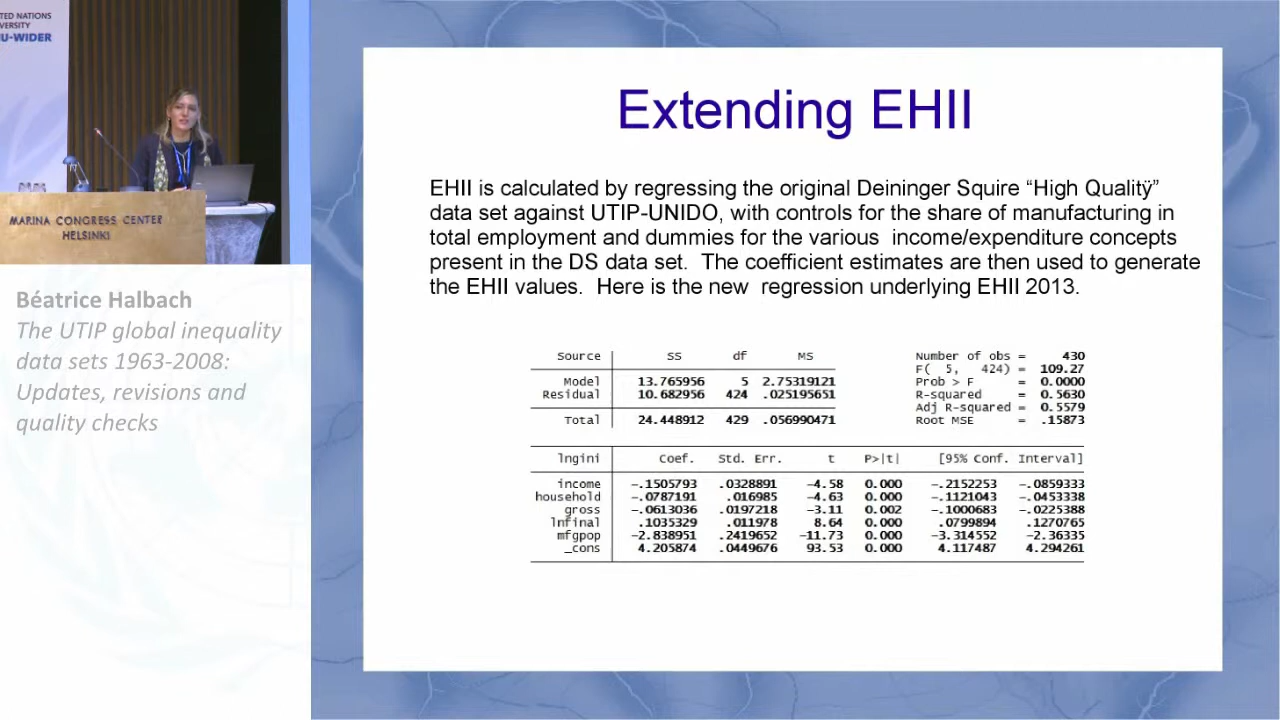 TED NATIONS
VERSITY
U-WIDER
MARINA CONGRESS CENTER
HELSINKI
Béatrice Halbach
The UTIP global inequality
data sets 1963-2008:
Updates, revisions and
quality checks
Extending EHII
EHII is calculated by regressing the original Deininger Squire “High Qualitÿ”
data set against UTIP-UNIDO, with controls for the share of manufacturing in
total employment and dummies for the various income/expenditure concepts
present in the DS data set. The coefficient estimates are then used to generate
the EHII values. Here is the new regression underlying EHII 2013.
Source SS df MS
Model 13.765956 5 2.75319121
Residual 10.682956 424 .025195651
Total 24.448912 429 .056990471
Number of obs = 430
F( 5, 424) = 109.27
Prob > F = 0.0000
R-squared = 0.5630
Adj R-squared = 0.5579
Root MSE = .15873
lngini Coef. Std. Err. t P>|t| [95% Conf. Interval]
income -.1505793 .0328891 -4.58 0.000 -.2152253 -.0859333
household -.0787191 .016985 -4.63 0.000 -.1121043 -.0453338
gross -.0613036 .0197218 -3.11 0.002 -.1000683 -.0225388
lnfinal .1035329 .011978 8.64 0.000 .0799894 .1270765
mfgpop -2.838951 .2419652 -11.73 0.000 -3.314552 -2.36335
_cons 4.205874 .0449676 93.53 0.000 4.117487 4.294261